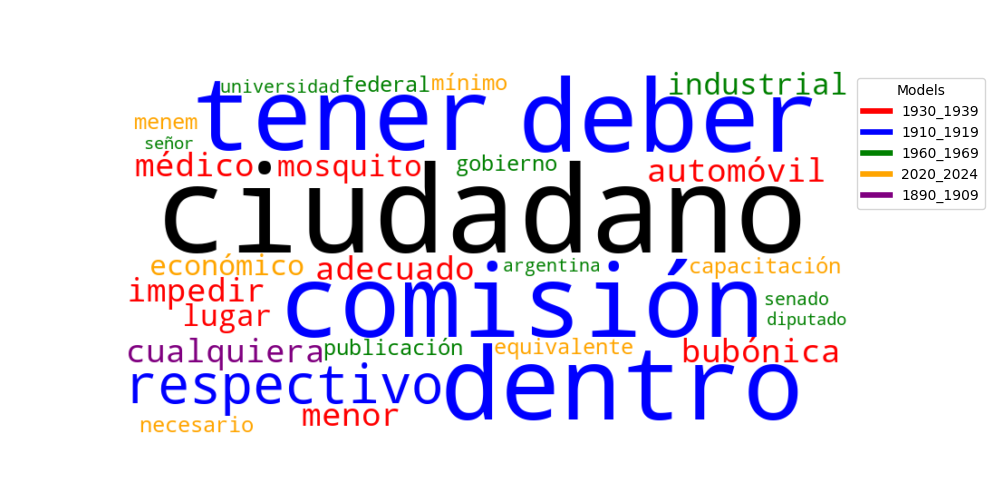 universidad federal mínimo industrial
tener deber
menem
señor
médico mosquito gobierno automóvil
ciudadano
económico adecuado argentina capacitación
impedir comisión senado
lugar diputado
cualquiera publicación equivalente bubónica
respectivo dentro
menor
necesario
Models
1930_1939
1910_1919
1960_1969
2020_2024
1890_1909